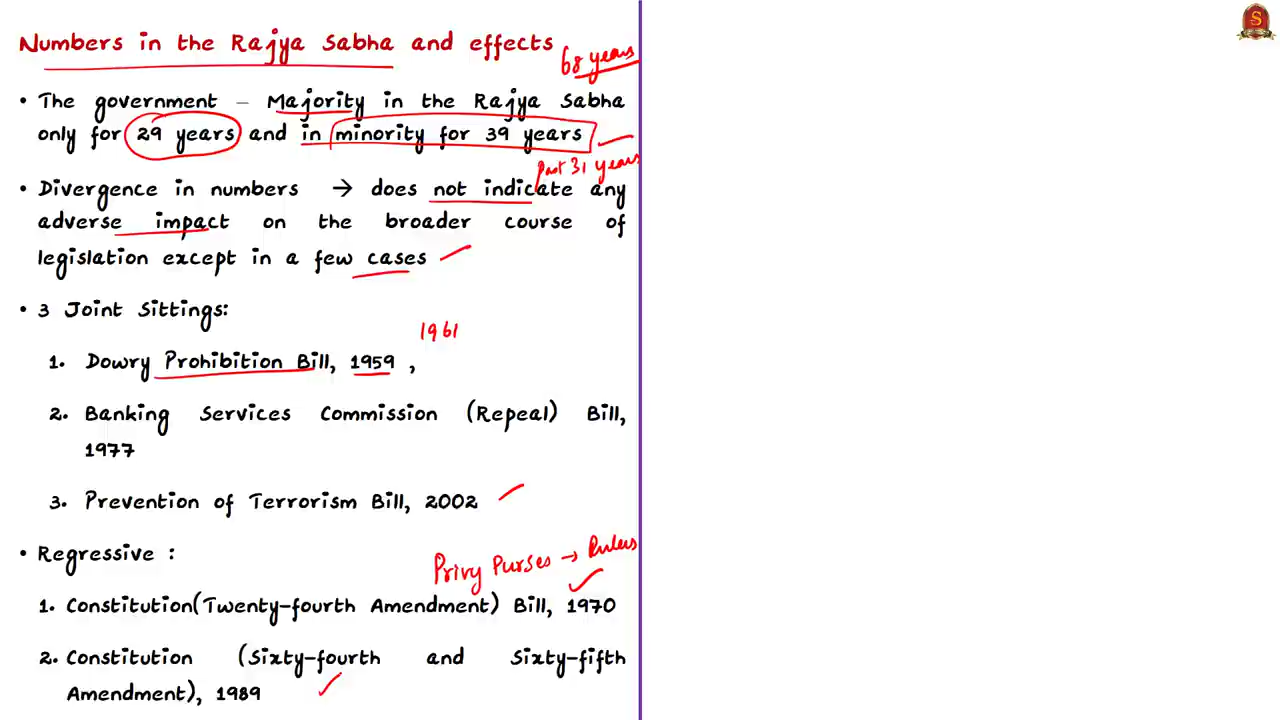 Numbers in the Rajya Sabha and effects
68 years
• The government – Majority in the Rajya Sabha
only for 29 years and in minority for 39 years
Past 31 years
• Divergence in numbers → does not indicate any
adverse impact on the broader course of
legislation except in a few cases
• 3 Joint Sittings:
1961
1. Dowry Prohibition Bill, 1959 ,
2. Banking Services Commission (Repeal) Bill,
1977
3. Prevention of Terrorism Bill, 2002
• Regressive :
Privy Purses → Rulers
1. Constitution(Twenty-fourth Amendment) Bill, 1970
2. Constitution (Sixty-fourth and Sixty-fifth
Amendment), 1989